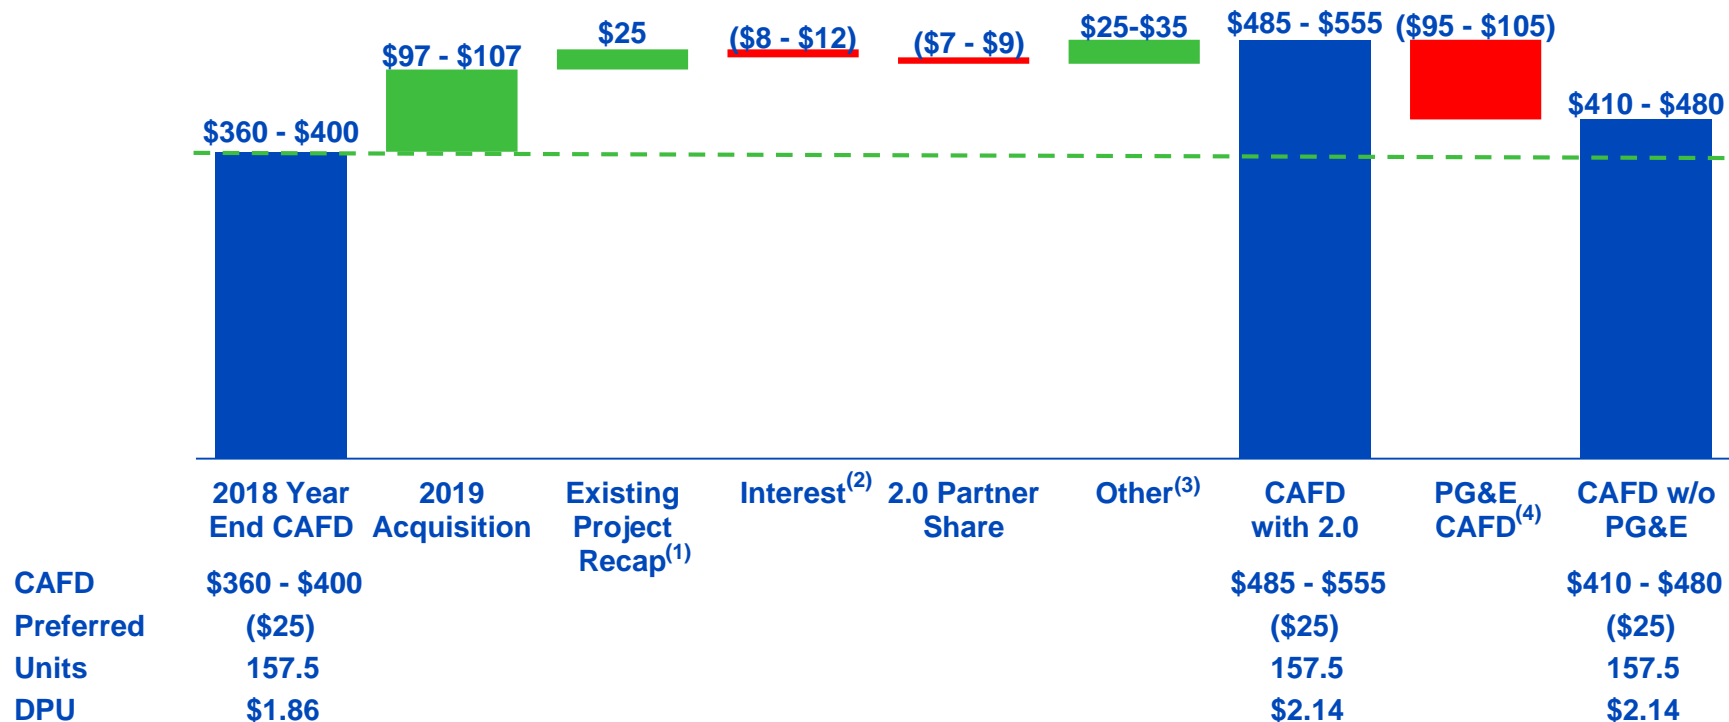 $360 - $400
$97 - $107
$25
($8 - $12)
($7 - $9)
$25-$35
$485 - $555
($95 - $105)
$410 - $480
2018 Year
End CAFD
2019
Acquisition
Existing
Project
Recap(1)
Interest(2)
2.0 Partner
Share
Other(3)
CAFD
with 2.0
PG&E
CAFD(4)
CAFD w/o
PG&E
CAFD $360 - $400 $485 - $555 $410 - $480
Preferred ($25) ($25) ($25)
Units 157.5 157.5 157.5
DPU $1.86 $2.14 $2.14